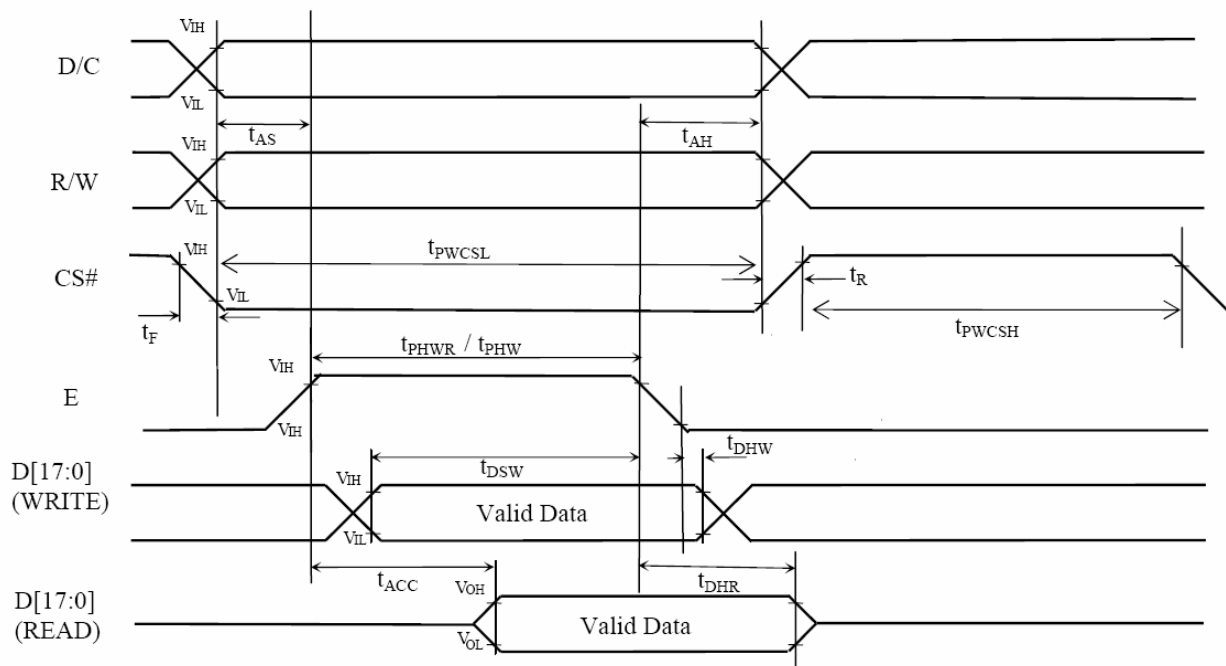 VIH
D/C
VIL
tAS
tAH
VIH
R/W
VIL
VIH
tPWCSL
CS#
VIL
tR
tF
tPWCSH
tPHWR / tPHW
VIH
E
VIH
tDHW
D[17:0]
(WRITE)
VIH
tDSW
Valid Data
VIL
tACC
tDHR
D[17:0]
(READ)
VOH
Valid Data
VOL